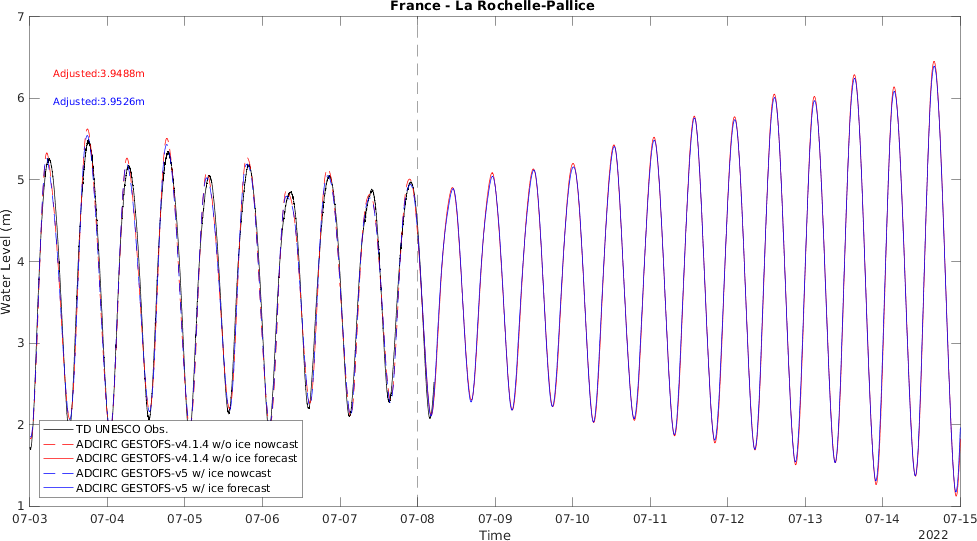 France - La Rochelle-Pallice
7
Adjusted:3.9488m
6
Adjusted:3.9526m
5
4
Water Level (m)
3
2
TD UNESCO Obs.
ADCIRC GESTOFS-v4.1.4 w/o ice nowcast
ADCIRC GESTOFS-v4.1.4 w/o ice forecast
ADCIRC GESTOFS-v5 w/ ice nowcast
ADCIRC GESTOFS-v5 w/ ice forecast
1
07-03 07-04 07-05 07-06 07-07 07-08 07-09 07-10 07-11 07-12 07-13 07-14 07-15
Time
2022